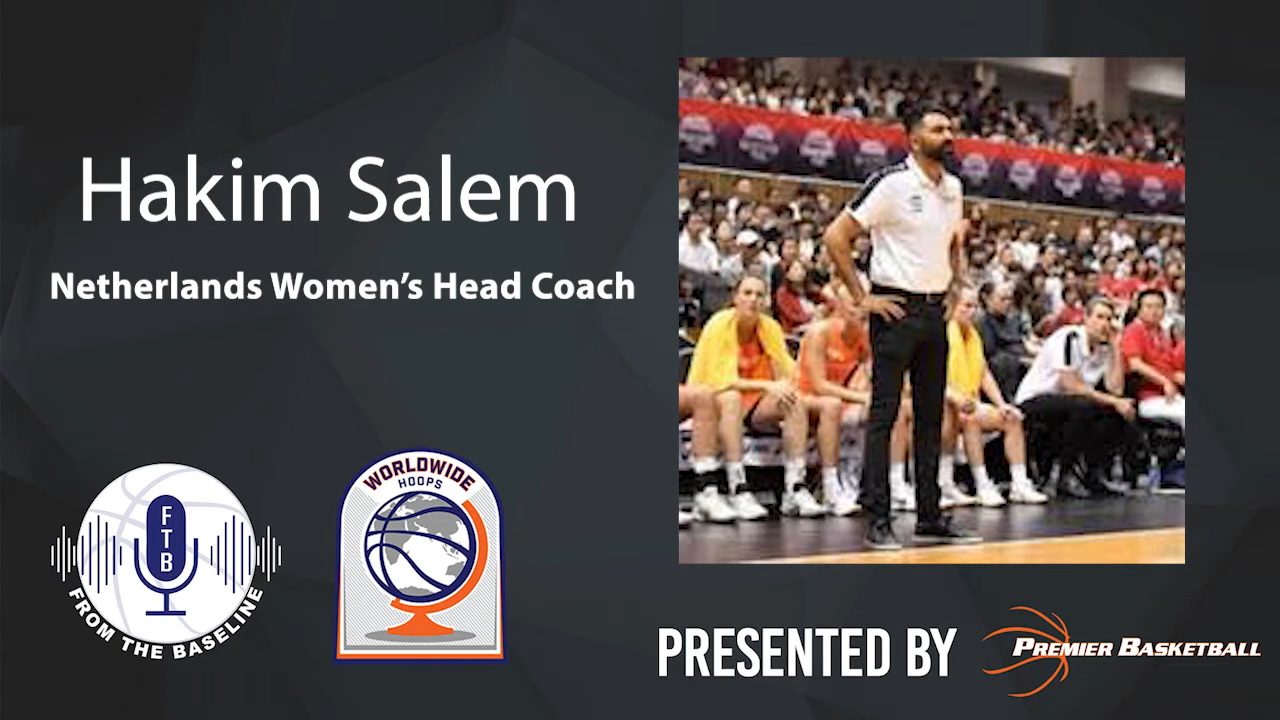 Hakim Salem
Netherlands Women’s Head Coach
FTB
FROM THE BASELINE
WORLDWIDE
HOOPS
PRESENTED BY
PREMIER BASKETBALL